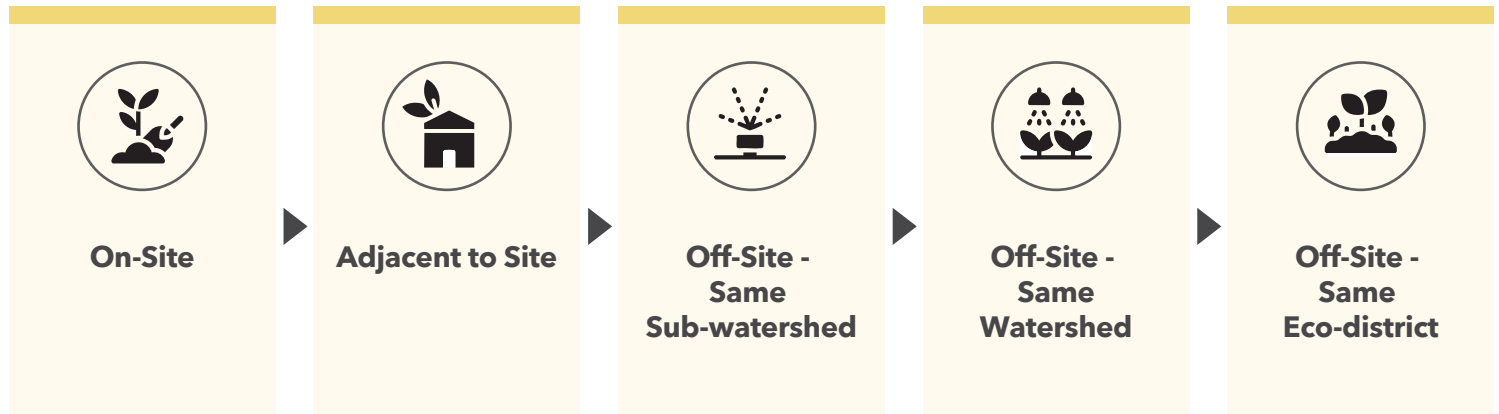 On-Site
Adjacent to Site
Off-Site -
Same
Sub-watershed
Off-Site -
Same
Watershed
Off-Site -
Same
Eco-district